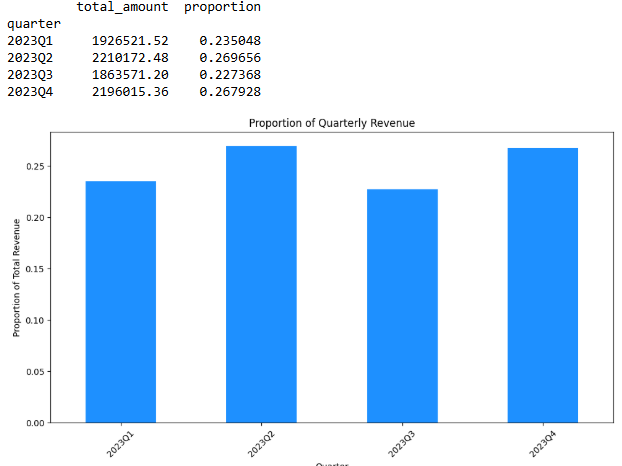 total_amount proportion
quarter
2023Q1 1926521.52 0.235048
2023Q2 2210172.48 0.269656
2023Q3 1863571.20 0.227368
2023Q4 2196015.36 0.267928
Proportion of Quarterly Revenue
Proportion of Total Revenue
0.25
0.20
0.15
0.10
0.05
0.00
2023Q1
2023Q2
2023Q3
2023Q4
Quarter